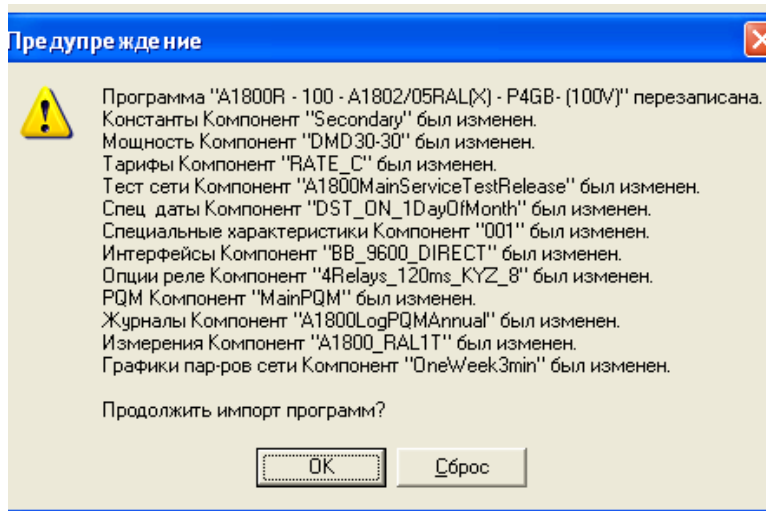 Предупреждение
Программа "A1800R - 100 - A1802/05RAL(X) - P4GB- (100V)" перезаписана.
Константы Компонент "Secondary" был изменен.
Мощность Компонент "DMD30-30" был изменен.
Тарифы Компонент "RATE_C" был изменен.
Тест сети Компонент "A1800MainServiceTestRelease" был изменен.
Спец даты Компонент "DST_ON_1DayOfMonth" был изменен.
Специальные характеристики Компонент "001" был изменен.
Интерфейсы Компонент "BB_9600_DIRECT" был изменен.
Опции реле Компонент "4Relays_120ms_KYZ_8" был изменен.
PQM Компонент "MainPQM" был изменен.
Журналы Компонент "A1800LogPQMAnnual" был изменен.
Измерения Компонент "A1800_RAL1T" был изменен.
Графики пар-ров сети Компонент "OneWeek3min" был изменен.
Продолжить импорт программ?
OK
Сброс